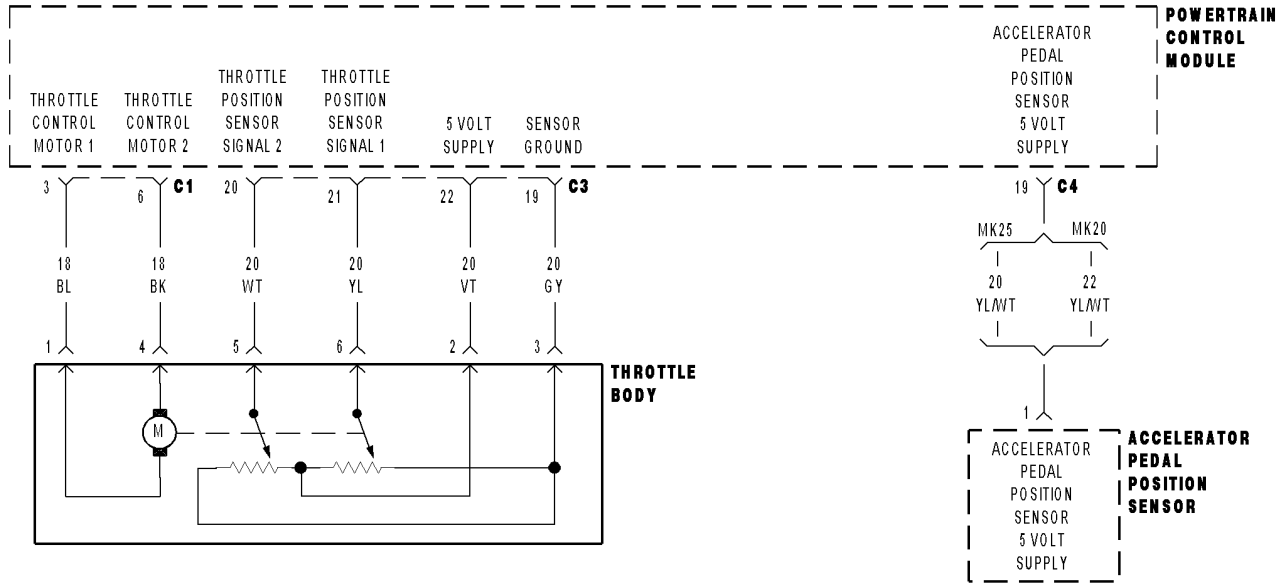 POWERTRAIN
CONTROL
MODULE
ACCELERATOR
PEDAL
POSITION
SENSOR
5 VOLT
SUPPLY
THROTTLE
CONTROL
MOTOR 1
THROTTLE
CONTROL
MOTOR 2
THROTTLE
POSITION
SENSOR
SIGNAL 2
THROTTLE
POSITION
SENSOR
SIGNAL 1
5 VOLT
SUPPLY
SENSOR
GROUND
3
6
C1
20
21
22
19
C3
19
C4
MK25
MK20
18
BL
18
BK
20
WT
20
YL
20
VT
20
GY
20
YL/WT
22
YL/WT
1
4
5
6
2
3
THROTTLE
BODY
M
1
ACCELERATOR
PEDAL
POSITION
SENSOR
5 VOLT
SUPPLY
ACCELERATOR
PEDAL
POSITION
SENSOR